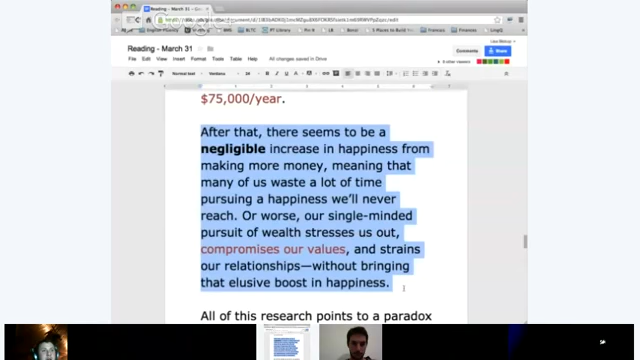 Reading - March 31
File Edit View Insert Format Tools Table Help All changes saved in Drive
Comments
Share
Normal text
Verdana
$75,000/year.
After that, there seems to be a
negligible increase in happiness from
making more money, meaning that
many of us waste a lot of time
pursuing a happiness we'll never
reach. Or worse, our single-minded
pursuit of wealth stresses us out,
compromises our values, and strains
our relationships—without bringing
that elusive boost in happiness.
All of this research points to a paradox